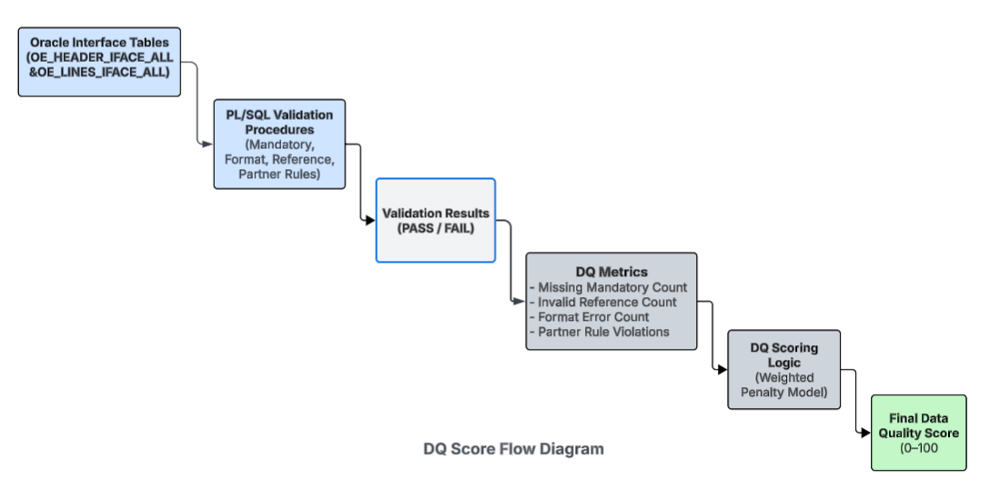 Oracle Interface Tables
(OE_HEADER_IFACE_ALL
&OE_LINES_IFACE_ALL)
PL/SQL Validation
Procedures
(Mandatory,
Format, Reference,
Partner Rules)
Validation Results
(PASS / FAIL)
DQ Metrics
- Missing Mandatory Count
- Invalid Reference Count
- Format Error Count
- Partner Rule Violations
DQ Scoring
Logic
(Weighted
Penalty Model)
Final Data
Quality Score
(0–100
DQ Score Flow Diagram